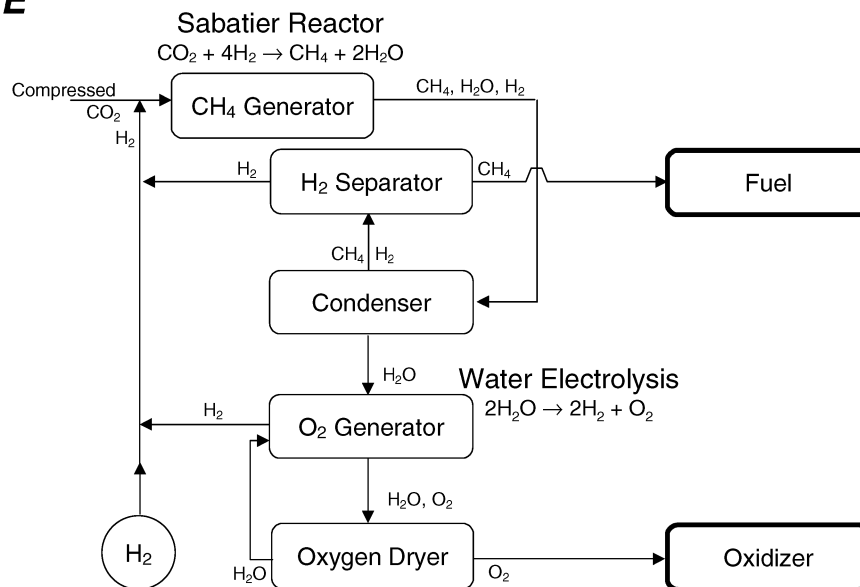 E
Sabatier Reactor
CO₂ + 4H₂ → CH₄ + 2H₂O
Compressed
CO₂
CH₄ Generator
CH₄, H₂O, H₂
H₂
H₂
H₂ Separator
CH₄
Fuel
CH₄ H₂
Condenser
H₂O
Water Electrolysis
2H₂O → 2H₂ + O₂
H₂
O₂ Generator
H₂O, O₂
H₂
H₂O
Oxygen Dryer
O₂
Oxidizer